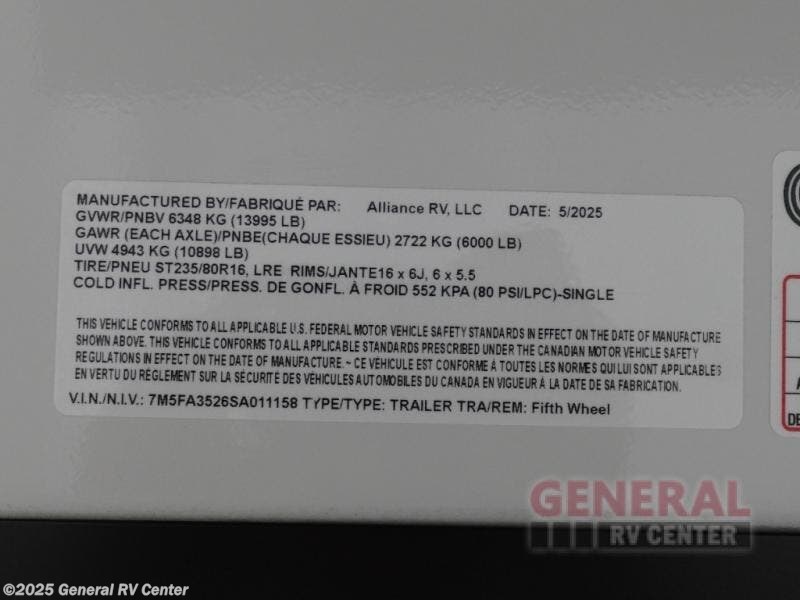 MANUFACTURED BY/FABRIQUÉ PAR: Alliance RV, LLC DATE: 5/2025
GVWR/PNBV 6348 KG (13995 LB)
GAWR (EACH AXLE)/PNBE(CHAQUE ESSIEU) 2722 KG (6000 LB)
UVW 4943 KG (10898 LB)
TIRE/PNEU ST235/80R16, LRE RIMS/JANTE16 x 6J, 6 x 5.5
COLD INFL. PRESS/PRESS. DE GONFL. À FROID 552 KPA (80 PSI/LPC)-SINGLE
THIS VEHICLE CONFORMS TO ALL APPLICABLE U.S. FEDERAL MOTOR VEHICLE SAFETY STANDARDS IN EFFECT ON THE DATE OF MANUFACTURE
SHOWN ABOVE. THIS VEHICLE CONFORMS TO ALL APPLICABLE STANDARDS PRESCRIBED UNDER THE CANADIAN MOTOR VEHICLE SAFETY
REGULATIONS IN EFFECT ON THE DATE OF MANUFACTURE.~ CE VÉHICULE EST CONFORME À TOUTES LES NORMES QUI LUI SONT APPLICABLES
EN VERTU DU RÉGLEMENT SUR LA SÉCURITÉ DES VÉHICULES AUTOMOBILES DU CANADA EN VIGUEUR À LA DATE DE SA FABRICATION.
V.I.N./N.I.V.: 7M5FA3526SA011158 TYPE/TYPE: TRAILER TRA/REM: Fifth Wheel
GENERAL
RV CENTER
©2025 General RV Center